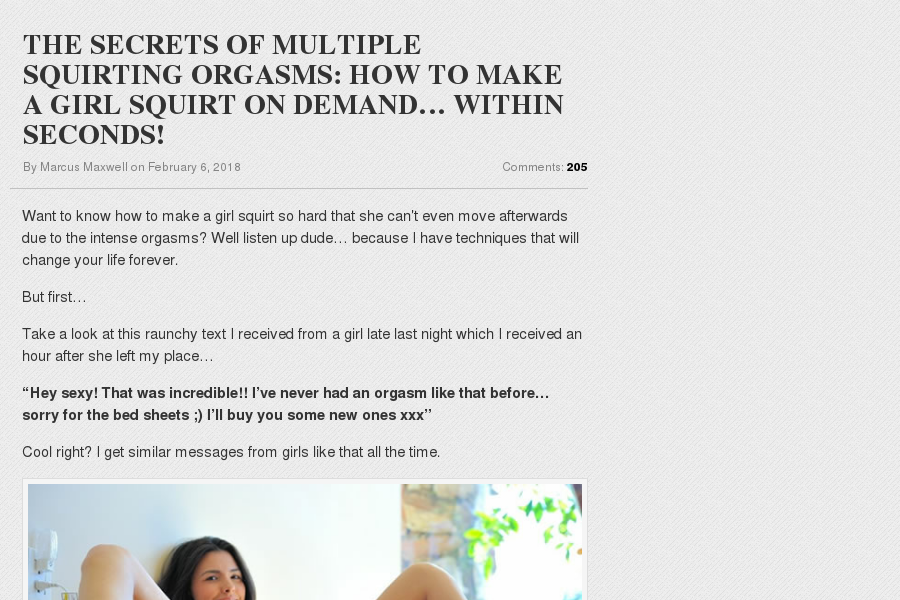 THE SECRETS OF MULTIPLE
SQUIRTING ORGASMS: HOW TO MAKE
A GIRL SQUIRT ON DEMAND… WITHIN
SECONDS!
By Marcus Maxwell on February 6, 2018 Comments: 205
Want to know how to make a girl squirt so hard that she can't even move afterwards
due to the intense orgasms? Well listen up dude… because I have techniques that will
change your life forever.
But first…
Take a look at this raunchy text I received from a girl late last night which I received an
hour after she left my place…
“Hey sexy! That was incredible!! I’ve never had an orgasm like that before…
sorry for the bed sheets ;) I’ll buy you some new ones xxx’’
Cool right? I get similar messages from girls like that all the time.